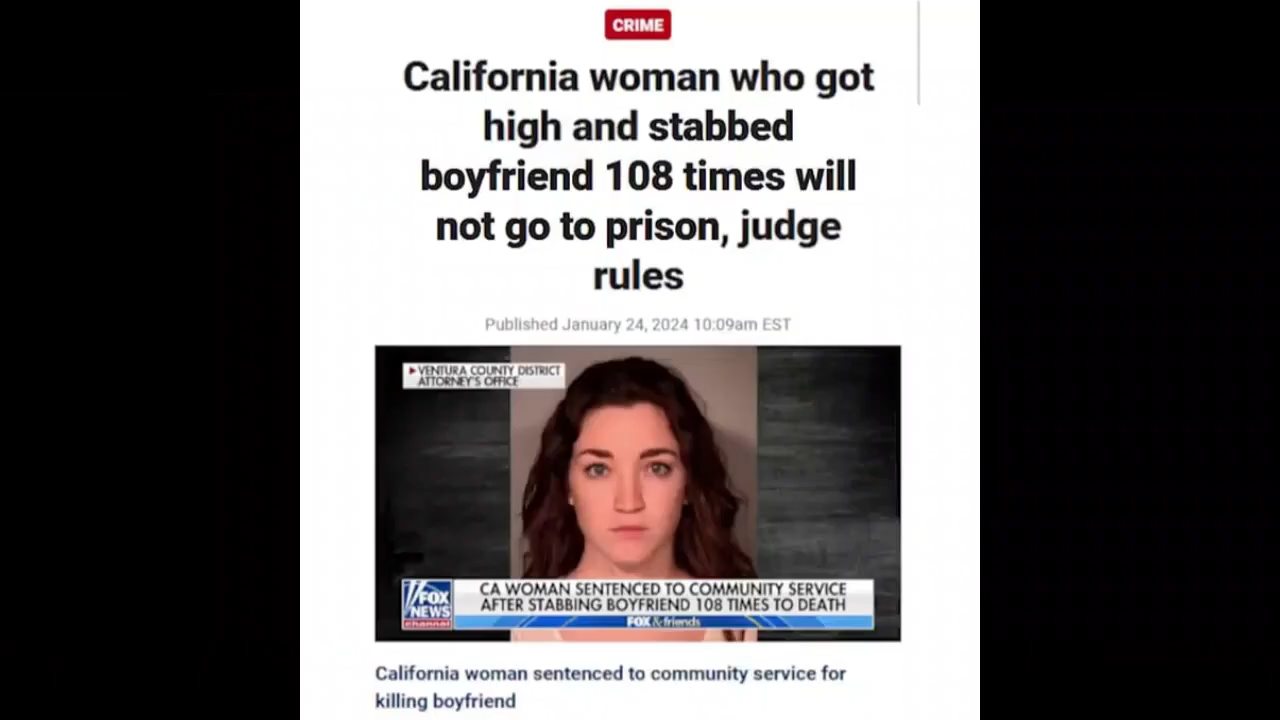 CRIME
California woman who got
high and stabbed
boyfriend 108 times will
not go to prison, judge
rules
Published January 24, 2024 10:09am EST
VENTURA COUNTY DISTRICT
ATTORNEY'S OFFICE
FOX
NEWS
channel
CA WOMAN SENTENCED TO COMMUNITY SERVICE
AFTER STABBING BOYFRIEND 108 TIMES TO DEATH
FOX & friends
California woman sentenced to community service for
killing boyfriend